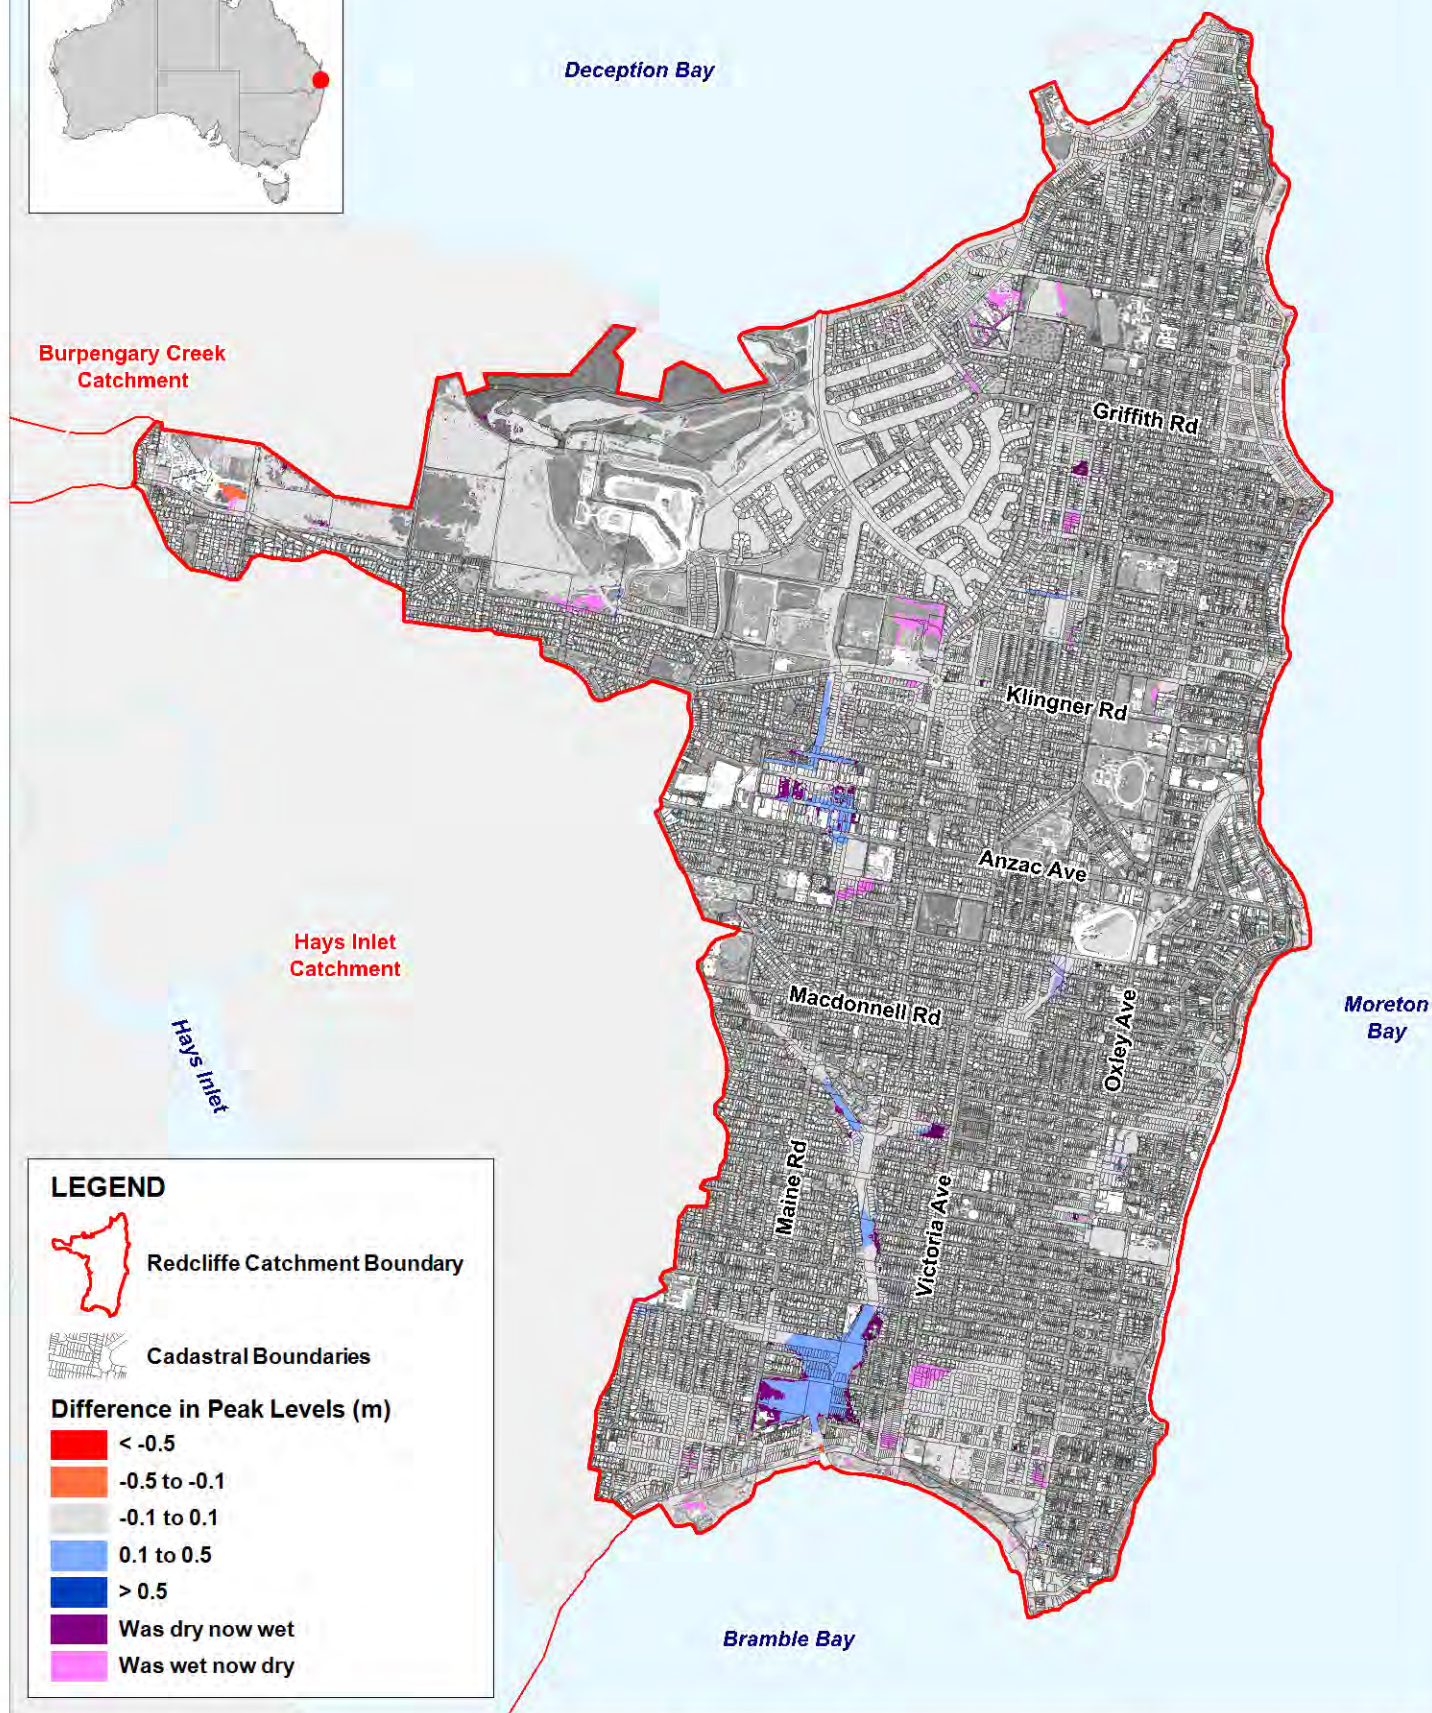 Deception Bay
Burpengary Creek
Catchment
Griffith Rd
Klingner Rd
Anzac Ave
Hays Inlet
Catchment
Macdonnell Rd
Oxley Ave
Moreton
Bay
Hays Inlet
Maine Rd
Victoria Ave
LEGEND
Redcliffe Catchment Boundary
Cadastral Boundaries
Difference in Peak Levels (m)
< -0.5
-0.5 to -0.1
-0.1 to 0.1
0.1 to 0.5
> 0.5
Was dry now wet
Was wet now dry
Bramble Bay